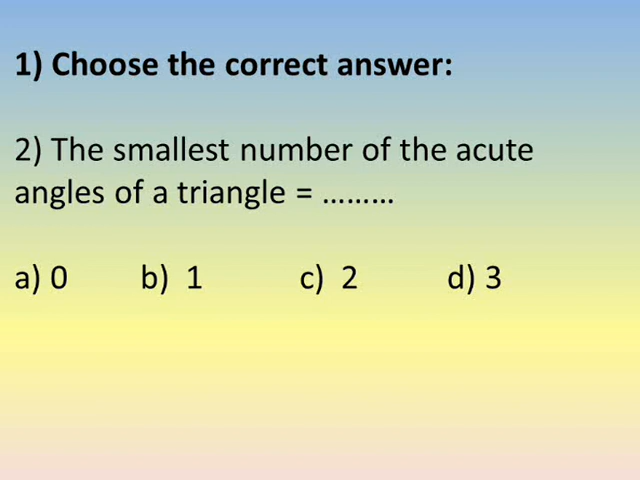 1) Choose the correct answer:
2) The smallest number of the acute
angles of a triangle = .........
a) 0 b) 1 c) 2 d) 3